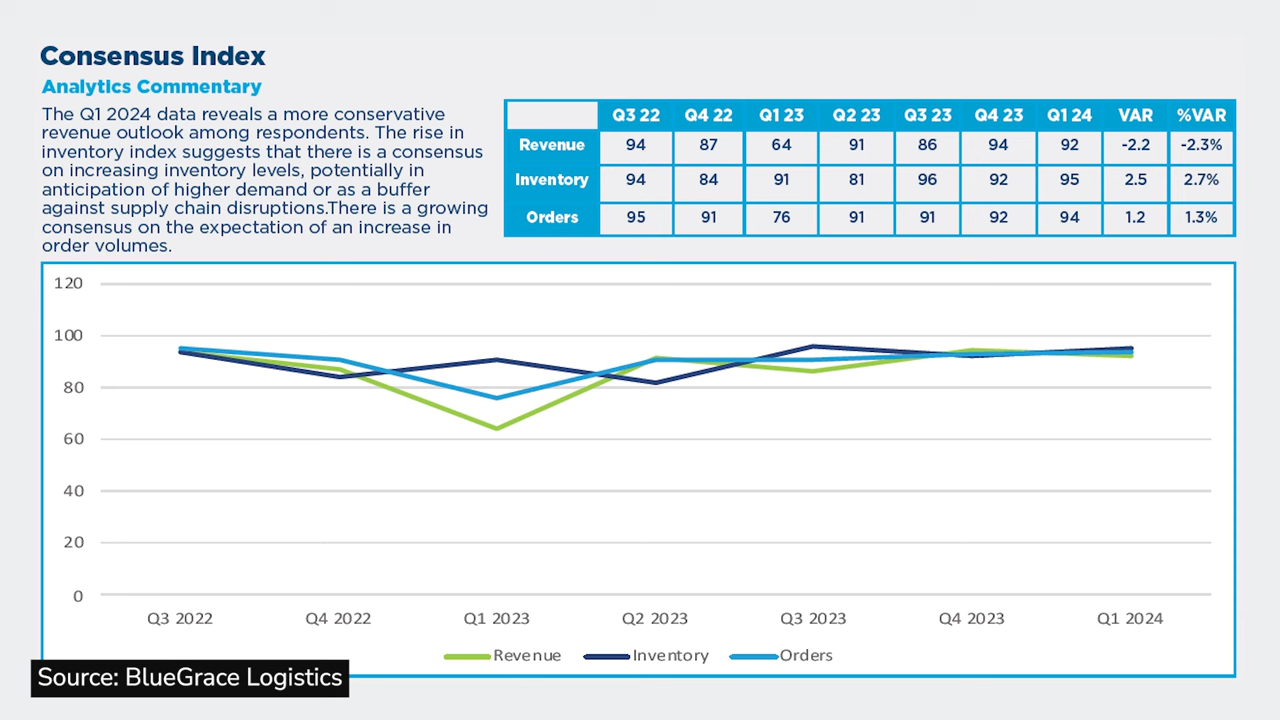 Consensus Index
Analytics Commentary
The Q1 2024 data reveals a more conservative
revenue outlook among respondents. The rise in
inventory index suggests that there is a consensus
on increasing inventory levels, potentially in
anticipation of higher demand or as a buffer
against supply chain disruptions.There is a growing
consensus on the expectation of an increase in
order volumes.
Q3 22 Q4 22 Q1 23 Q2 23 Q3 23 Q4 23 Q1 24 VAR %VAR
Revenue 94 87 64 91 86 94 92 -2.2 -2.3%
Inventory 94 84 91 81 96 92 95 2.5 2.7%
Orders 95 91 76 91 91 92 94 1.2 1.3%
120
100
80
60
40
20
0
Q3 2022 Q4 2022 Q1 2023 Q2 2023 Q3 2023 Q4 2023 Q1 2024
Revenue Inventory Orders
Source: BlueGrace Logistics